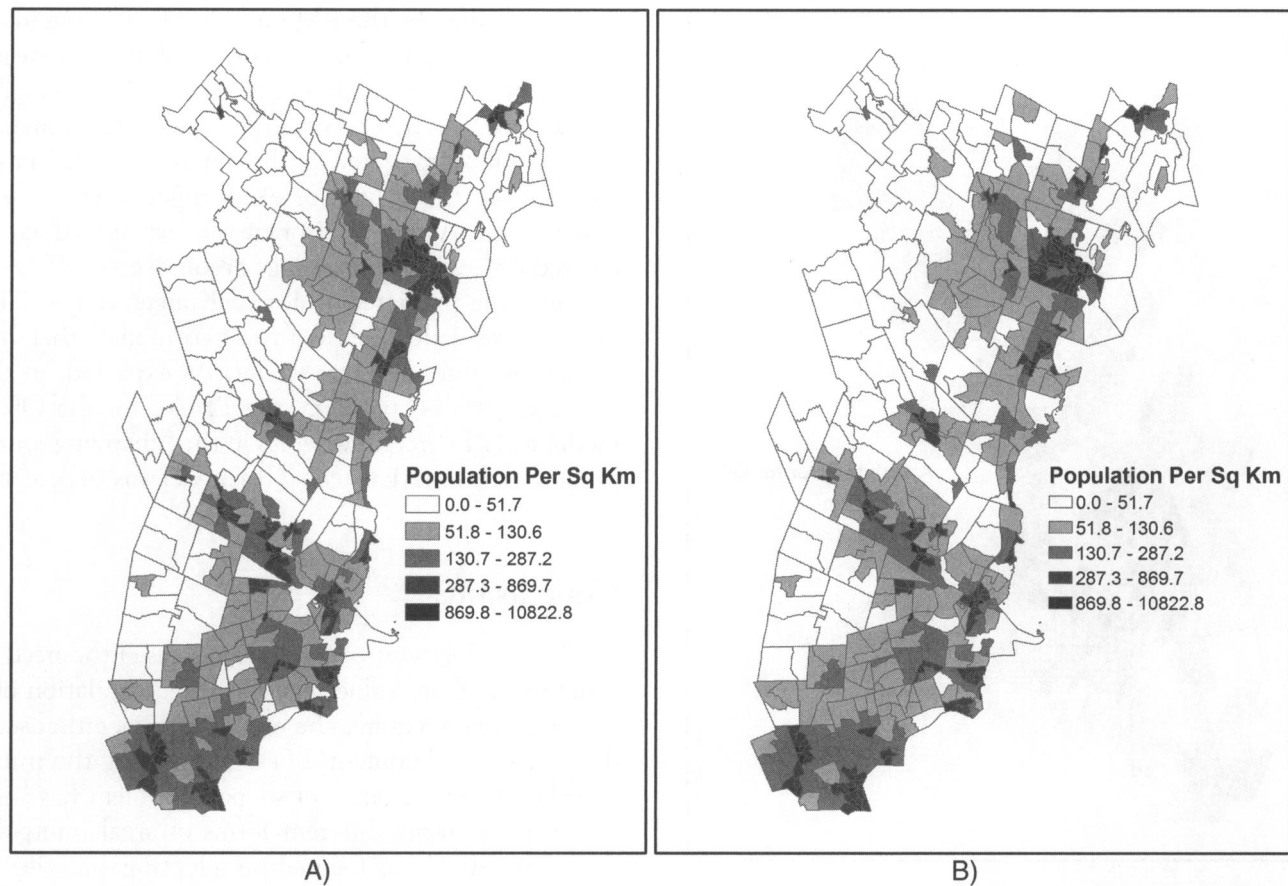 Population Per Sq Km
0.0 - 51.7
51.8 - 130.6
130.7 - 287.2
287.3 - 869.7
869.8 - 10822.8
A)
Population Per Sq Km
0.0 - 51.7
51.8 - 130.6
130.7 - 287.2
287.3 - 869.7
869.8 - 10822.8
B)